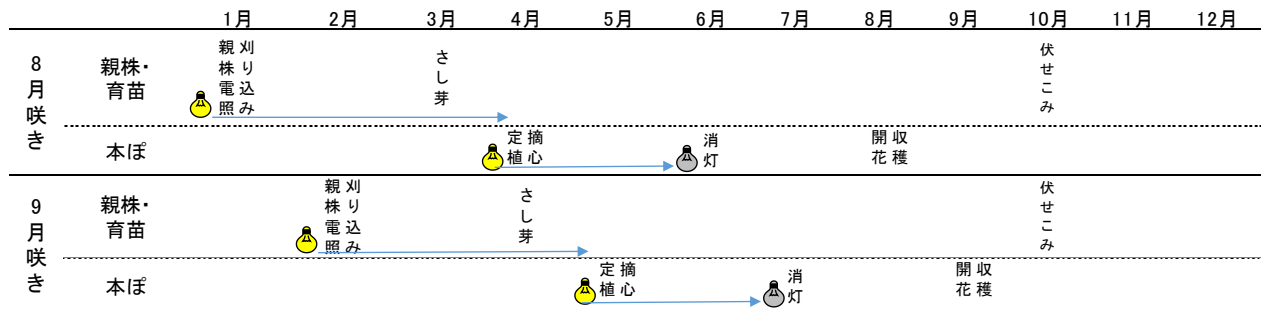 1月 2月 3月 4月 5月 6月 7月 8月 9月 10月 11月 12月
8月咲き
親株・
育苗
親株電照
刈り込み
さし芽
伏せこみ
本ぽ
定植
摘心
消灯
開花
収穫
9月咲き
親株・
育苗
親株電照
刈り込み
さし芽
伏せこみ
本ぽ
定植
摘心
消灯
開花
収穫